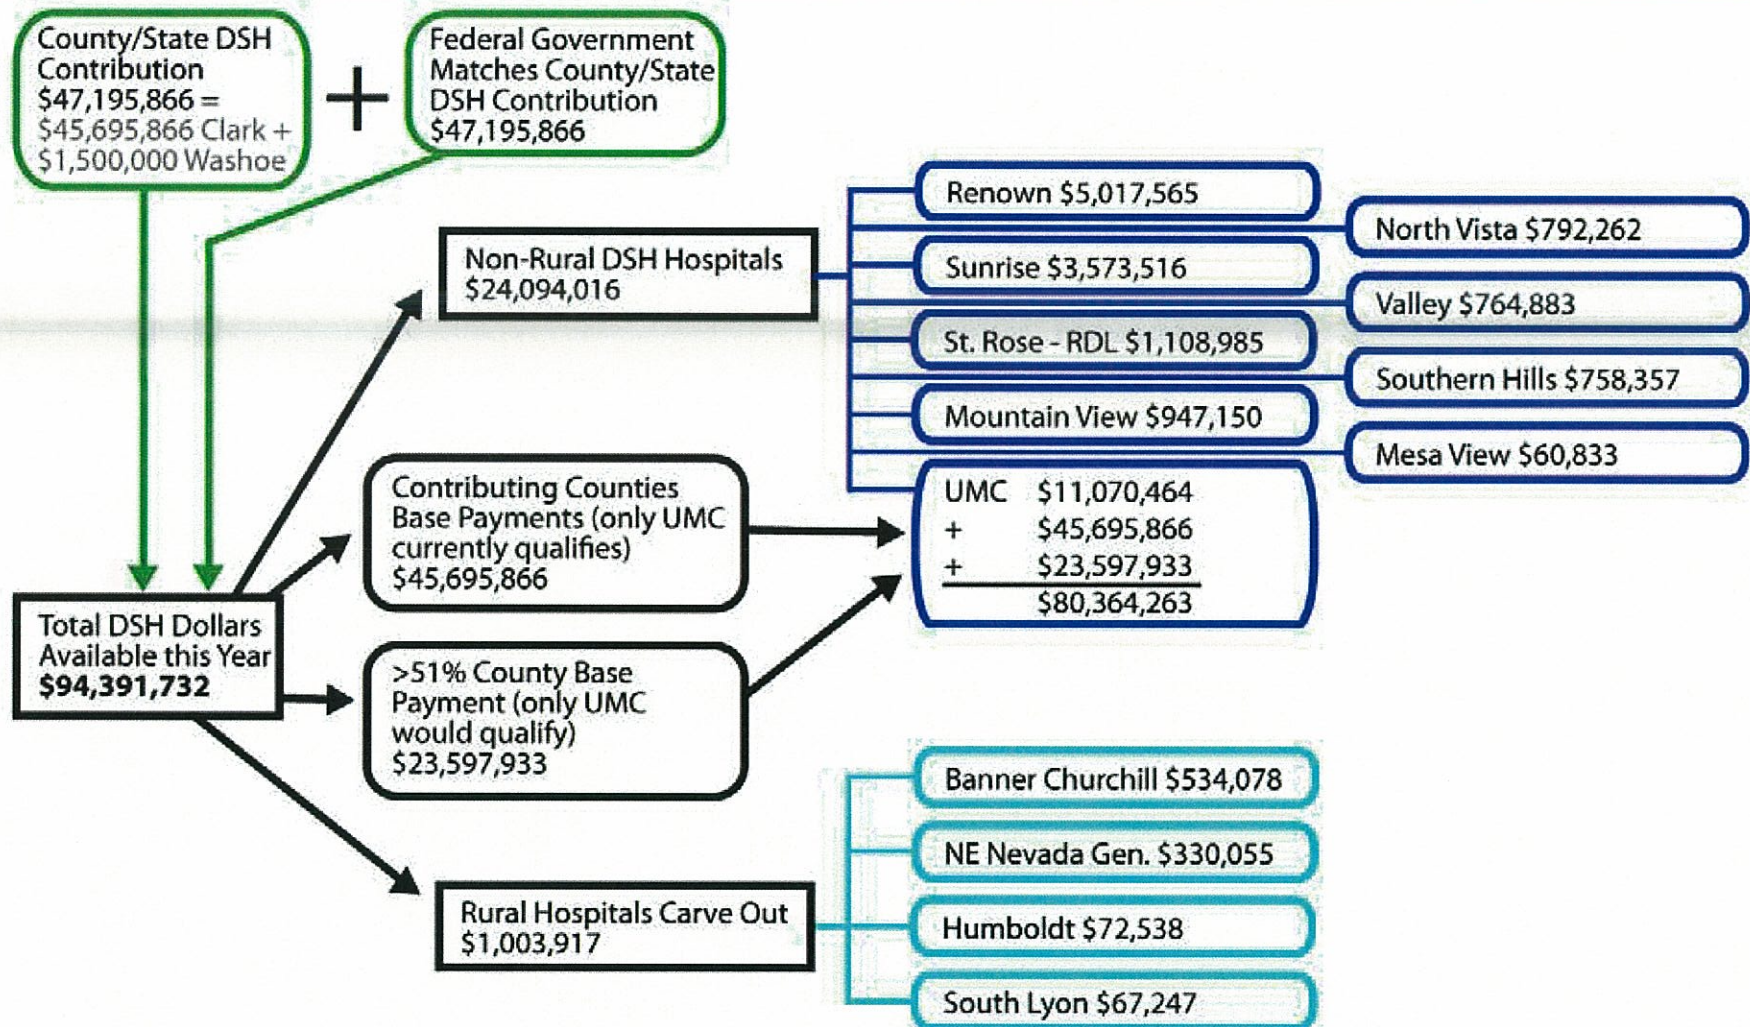 County/State DSH
Contribution
$47,195,866 =
$45,695,866 Clark +
$1,500,000 Washoe
+
Federal Government
Matches County/State
DSH Contribution
$47,195,866
Total DSH Dollars
Available this Year
$94,391,732
Non-Rural DSH Hospitals
$24,094,016
Contributing Counties
Base Payments (only UMC
currently qualifies)
$45,695,866
>51% County Base
Payment (only UMC
would qualify)
$23,597,933
Rural Hospitals Carve Out
$1,003,917
Renown $5,017,565
North Vista $792,262
Sunrise $3,573,516
Valley $764,883
St. Rose - RDL $1,108,985
Southern Hills $758,357
Mountain View $947,150
Mesa View $60,833
UMC $11,070,464
+ $45,695,866
+ $23,597,933
$80,364,263
Banner Churchill $534,078
NE Nevada Gen. $330,055
Humboldt $72,538
South Lyon $67,247